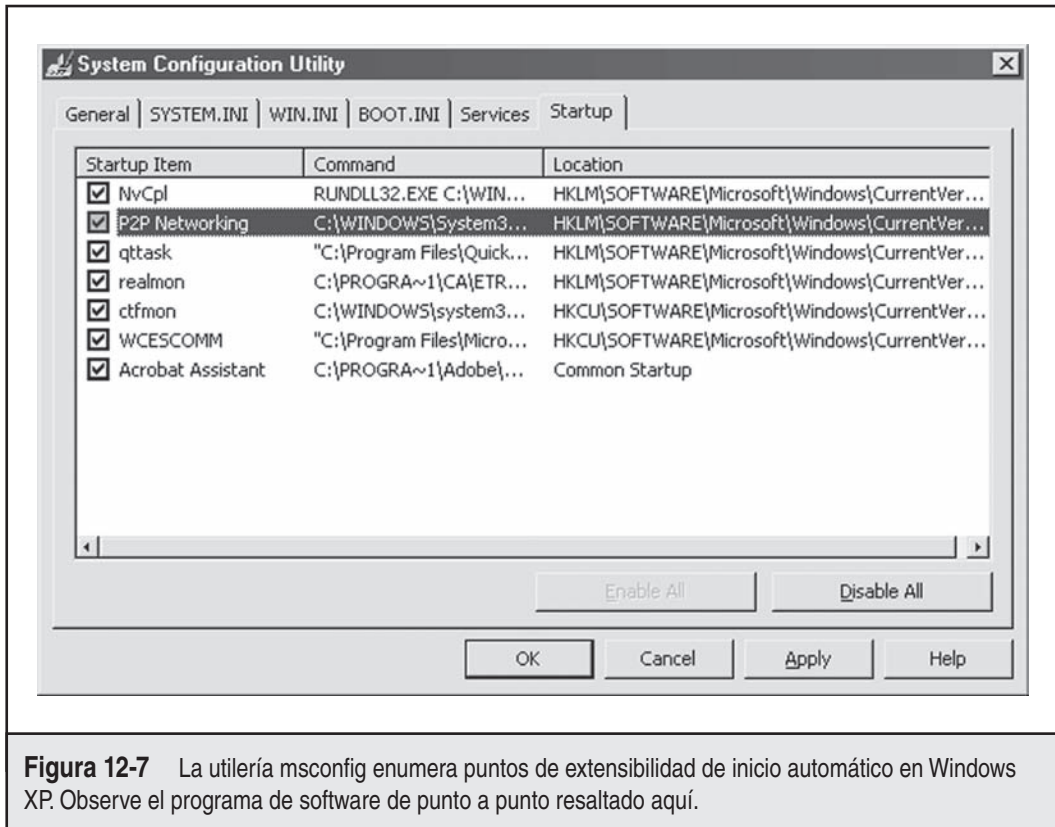 System Configuration Utility
General SYSTEM.INI WIN.INI BOOT.INI Services Startup
Startup Item Command Location
NvCpl RUNDLL32.EXE C:\WIN... HKLM\SOFTWARE\Microsoft\Windows\CurrentVer...
P2P Networking C:\WINDOWS\System3... HKLM\SOFTWARE\Microsoft\Windows\CurrentVer...
qttask "C:\Program Files\Quick... HKLM\SOFTWARE\Microsoft\Windows\CurrentVer...
realmon C:\PROGRA~1\CA\ETR... HKLM\SOFTWARE\Microsoft\Windows\CurrentVer...
ctfmon C:\WINDOWS\system3... HKCU\SOFTWARE\Microsoft\Windows\CurrentVer...
WCESCOMM "C:\Program Files\Micro... HKCU\SOFTWARE\Microsoft\Windows\CurrentVer...
Acrobat Assistant C:\PROGRA~1\Adobe\... Common Startup
Enable All Disable All
OK Cancel Apply Help
Figura 12-7 La utilería msconfig enumera puntos de extensibilidad de inicio automático en Windows
XP. Observe el programa de software de punto a punto resaltado aquí.